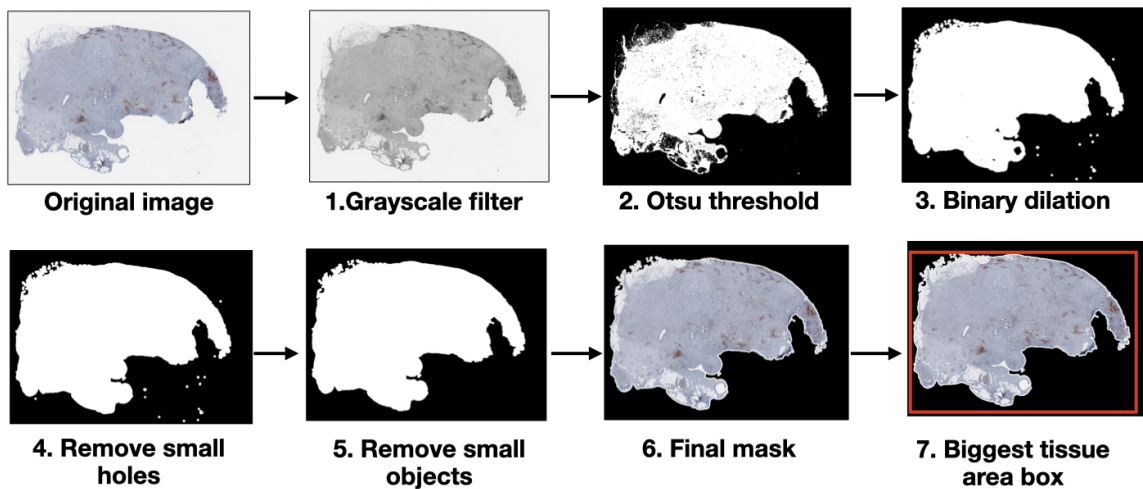 Original image
1.Grayscale filter
2. Otsu threshold
3. Binary dilation
4. Remove small
holes
5. Remove small
objects
6. Final mask
7. Biggest tissue
area box